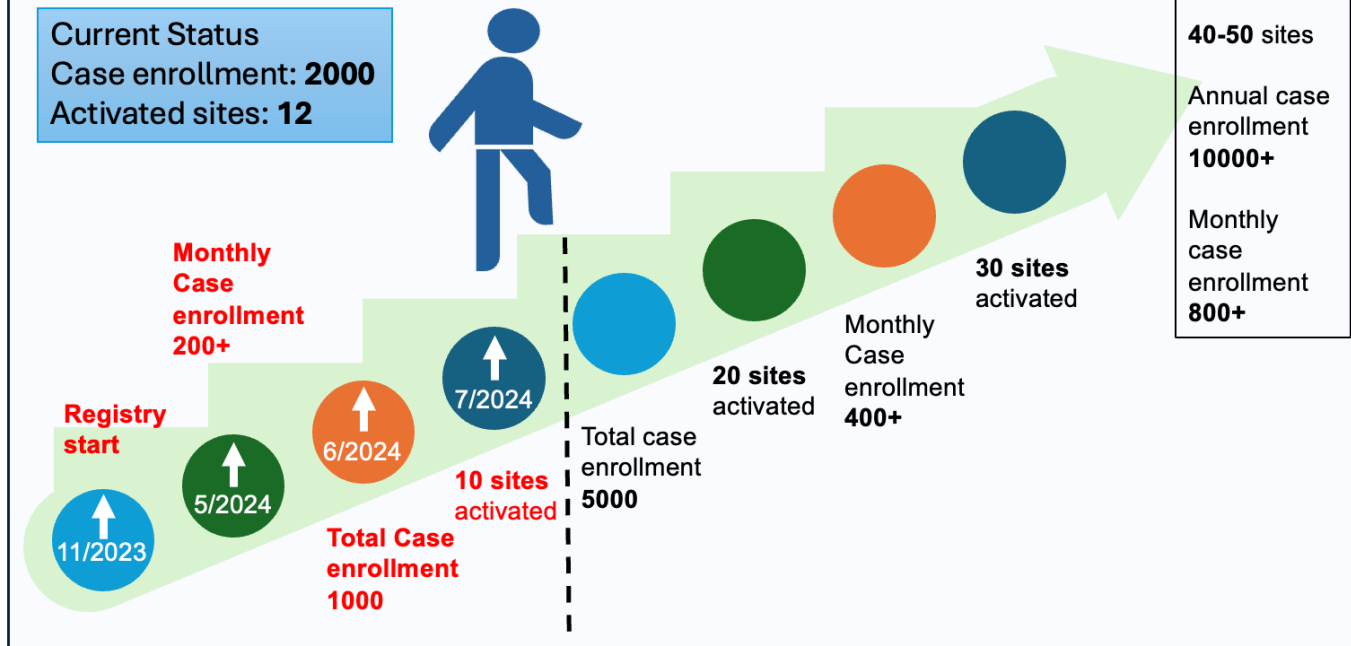 Current Status
Case enrollment: 2000
Activated sites: 12
Registry
start
11/2023
Monthly
Case
enrollment
200+
5/2024
6/2024
Total Case
enrollment
1000
7/2024
10 sites
activated
Total case
enrollment
5000
20 sites
activated
Monthly
Case
enrollment
400+
30 sites
activated
40-50 sites
Annual case
enrollment
10000+
Monthly
case
enrollment
800+